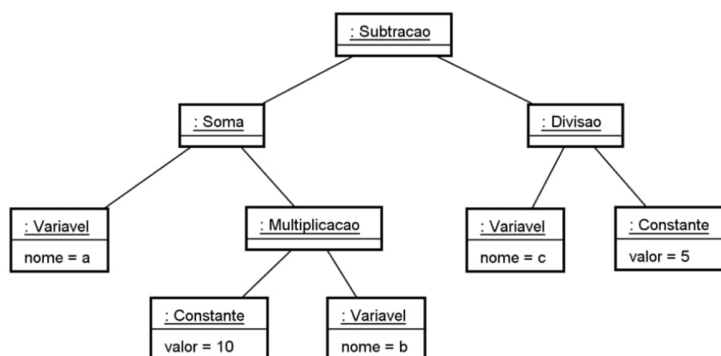 : Subtracao
: Soma
: Divisao
: Variavel
nome = a
: Multiplicacao
: Variavel
nome = c
: Constante
valor = 5
: Constante
valor = 10
: Variavel
nome = b